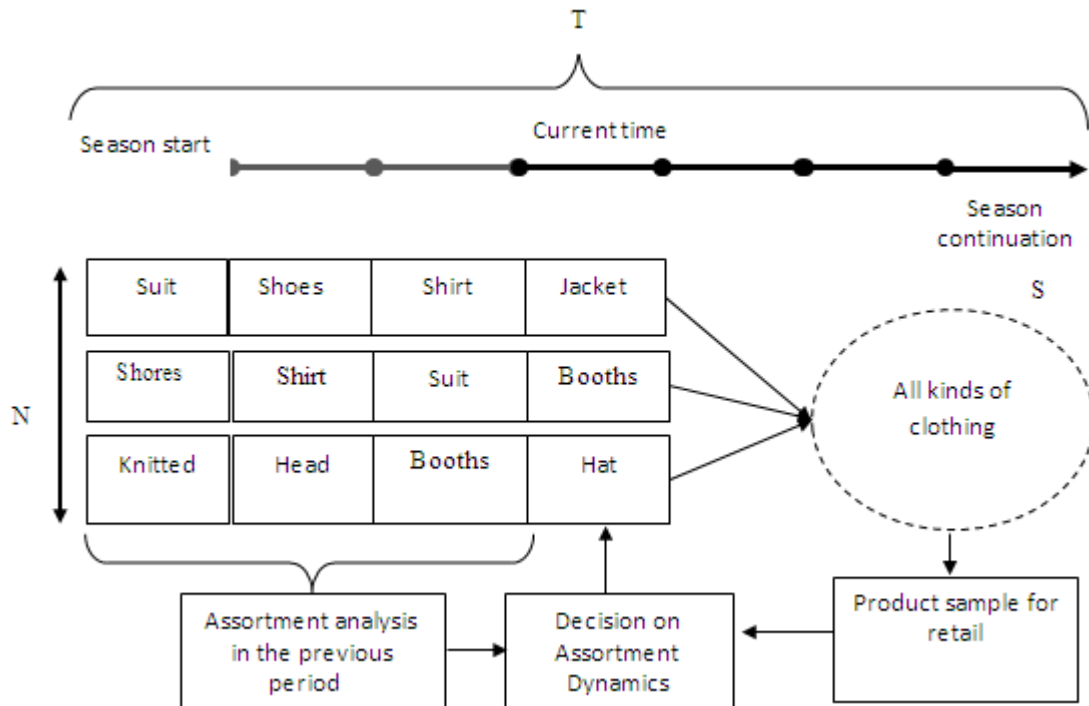 T
Season start
Current time
Season
continuation
S
Suit Shoes Shirt Jacket
Shores Shirt Suit Booths
N
Knitted Head Booths Hat
All kinds of
clothing
Assortment analysis
in the previous
period
Decision on
Assortment
Dynamics
Product sample for
retail